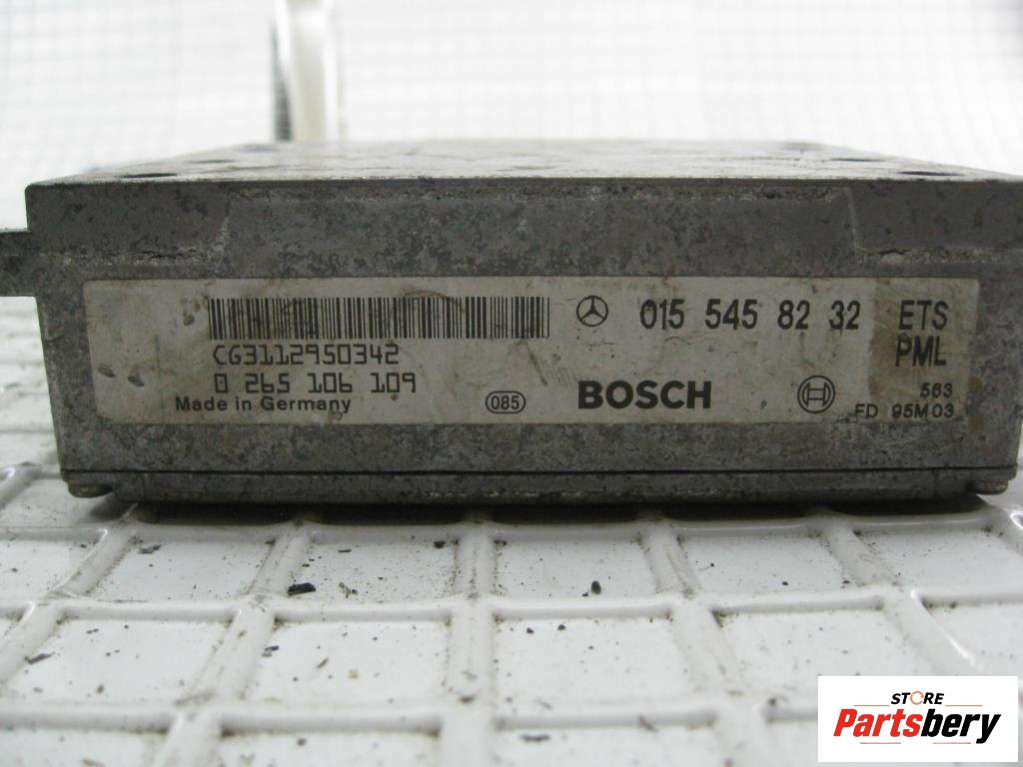 015 545 82 32 ETS
PML
CG3112950342
0 265 106 109
Made in Germany
085
BOSCH
563
FD 95M03
STORE
Partsbery